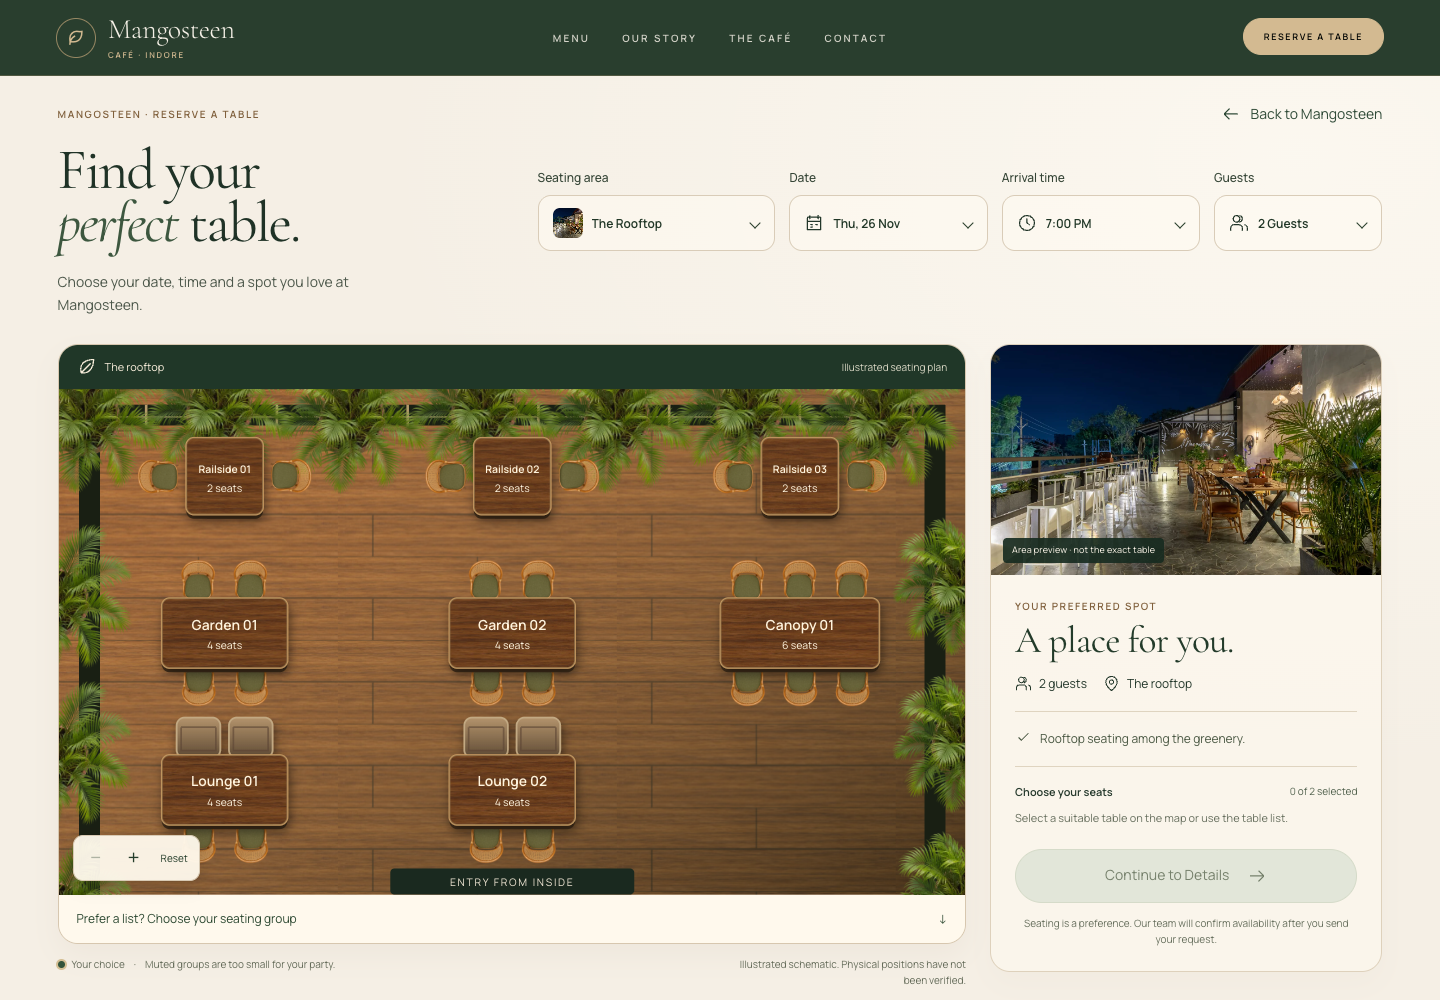 Mangosteen
CAFÉ · INDORE
MENU
OUR STORY
THE CAFÉ
CONTACT
RESERVE A TABLE
MANGOSTEEN · RESERVE A TABLE
Back to Mangosteen
Find your
perfect table.
Choose your date, time and a spot you love at
Mangosteen.
Seating area
The Rooftop
Date
Thu, 26 Nov
Arrival time
7:00 PM
Guests
2 Guests
The rooftop
Illustrated seating plan
Railside 01
2 seats
Railside 02
2 seats
Railside 03
2 seats
Garden 01
4 seats
Garden 02
4 seats
Canopy 01
6 seats
Lounge 01
4 seats
Lounge 02
4 seats
Reset
ENTRY FROM INSIDE
Prefer a list? Choose your seating group
Your choice · Muted groups are too small for your party.
Illustrated schematic. Physical positions have not
been verified.
Area preview · not the exact table
YOUR PREFERRED SPOT
A place for you.
2 guests
The rooftop
Rooftop seating among the greenery.
Choose your seats
0 of 2 selected
Select a suitable table on the map or use the table list.
Continue to Details
Seating is a preference. Our team will confirm availability after you send
your request.